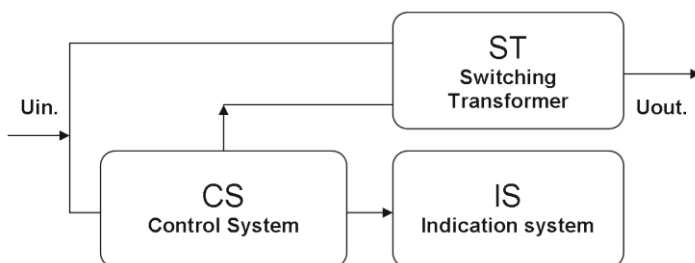 ST
Switching
Transformer
Uin.
Uout.
CS
Control System
IS
Indication system